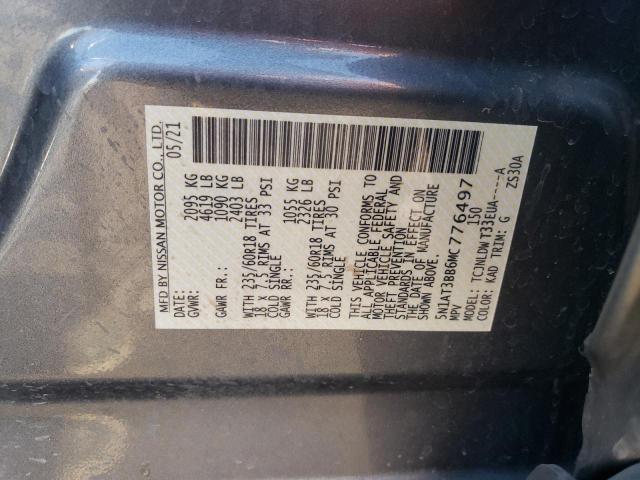 MFD BY NISSAN MOTOR CO., LTD.
DATE: 05/21
GVWR: 2095 KG
4619 LB
GAWR FR: 1090 KG
2403 LB
WITH 235/60R18 TIRES
18 X 7.5 RIMS AT 33 PSI
COLD SINGLE
GAWR RR: 1055 KG
2326 LB
WITH 235/60R18 TIRES
18 X 7.5 RIMS AT 30 PSI
COLD SINGLE
THIS VEHICLE CONFORMS TO
ALL APPLICABLE FEDERAL
MOTOR VEHICLE SAFETY AND
THEFT PREVENTION
STANDARDS IN EFFECT ON
THE DATE OF MANUFACTURE
SHOWN ABOVE.
5N1AT3BB6MC776497
MPV 150
MODEL: TCJNLDWT33EUA-----A
COLOR: KAD TRIM: G ZS30A